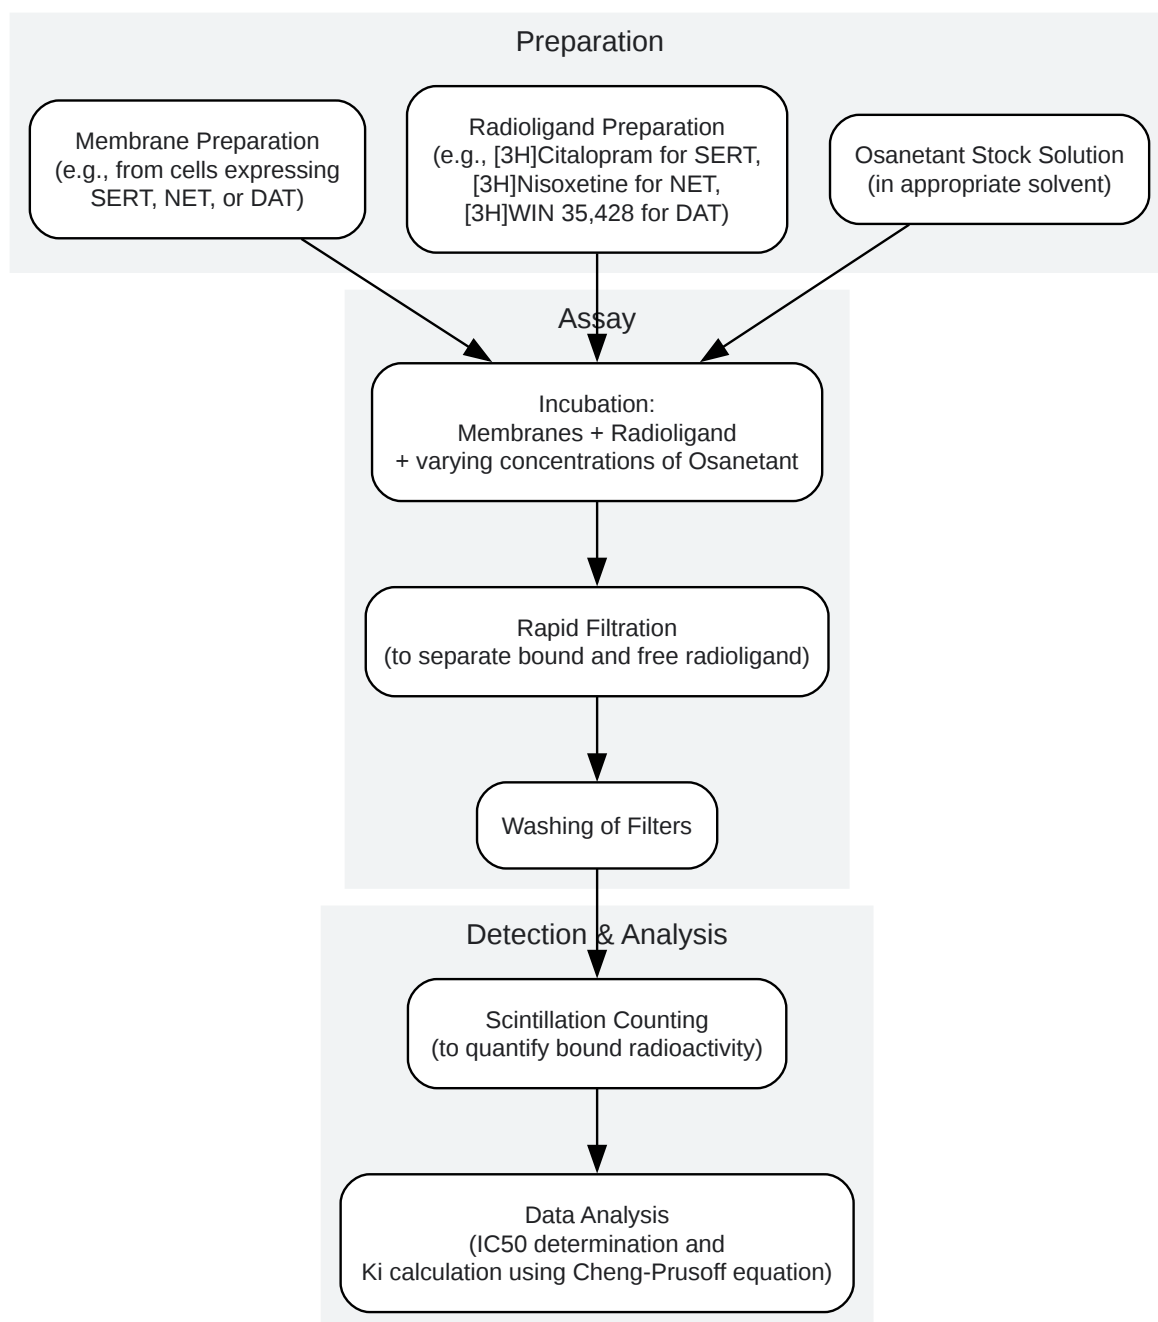 Preparation
Membrane Preparation
(e.g., from cells expressing
SERT, NET, or DAT)
Radioligand Preparation
(e.g., [3H]Citalopram for SERT,
[3H]Nisoxetine for NET,
[3H]WIN 35,428 for DAT)
Osanetant Stock Solution
(in appropriate solvent)
Assay
Incubation:
Membranes + Radioligand
+ varying concentrations of Osanetant
Rapid Filtration
(to separate bound and free radioligand)
Washing of Filters
Detection & Analysis
Scintillation Counting
(to quantify bound radioactivity)
Data Analysis
(IC50 determination and
Ki calculation using Cheng-Prusoff equation)